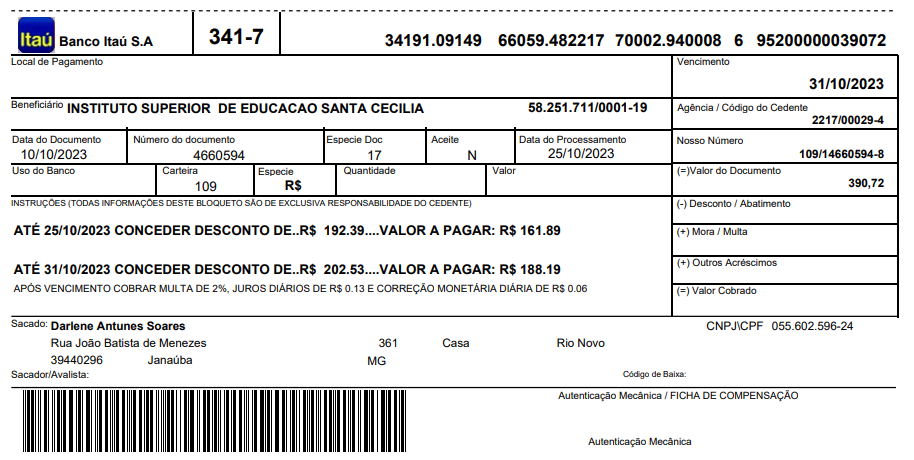 Itaú Banco Itaú S.A 341-7 34191.09149 66059.482217 70002.940008 6 95200000039072
Local de Pagamento Vencimento
31/10/2023
Beneficiário INSTITUTO SUPERIOR DE EDUCACAO SANTA CECILIA 58.251.711/0001-19 Agência / Código do Cedente
2217/00029-4
Data do Documento Número do documento Especie Doc Aceite Data do Processamento Nosso Número
10/10/2023 4660594 17 N 25/10/2023 109/14660594-8
Uso do Banco Carteira Especie Quantidade Valor (=)Valor do Documento
109 R$ 390,72
INSTRUÇÕES (TODAS INFORMAÇÕES DESTE BLOQUETO SÃO DE EXCLUSIVA RESPONSABILIDADE DO CEDENTE) (-) Desconto / Abatimento
ATÉ 25/10/2023 CONCEDER DESCONTO DE..R$ 192.39....VALOR A PAGAR: R$ 161.89 (+) Mora / Multa
ATÉ 31/10/2023 CONCEDER DESCONTO DE..R$ 202.53....VALOR A PAGAR: R$ 188.19 (+) Outros Acréscimos
APÓS VENCIMENTO COBRAR MULTA DE 2%, JUROS DIÁRIOS DE R$ 0.13 E CORREÇÃO MONETÁRIA DIÁRIA DE R$ 0.06 (=) Valor Cobrado
Sacado: Darlene Antunes Soares CNPJ\CPF 055.602.596-24
Rua João Batista de Menezes 361 Casa Rio Novo
39440296 Janaúba MG
Sacador/Avalista: Código de Baixa:
Autenticação Mecânica / FICHA DE COMPENSAÇÃO
Autenticação Mecânica